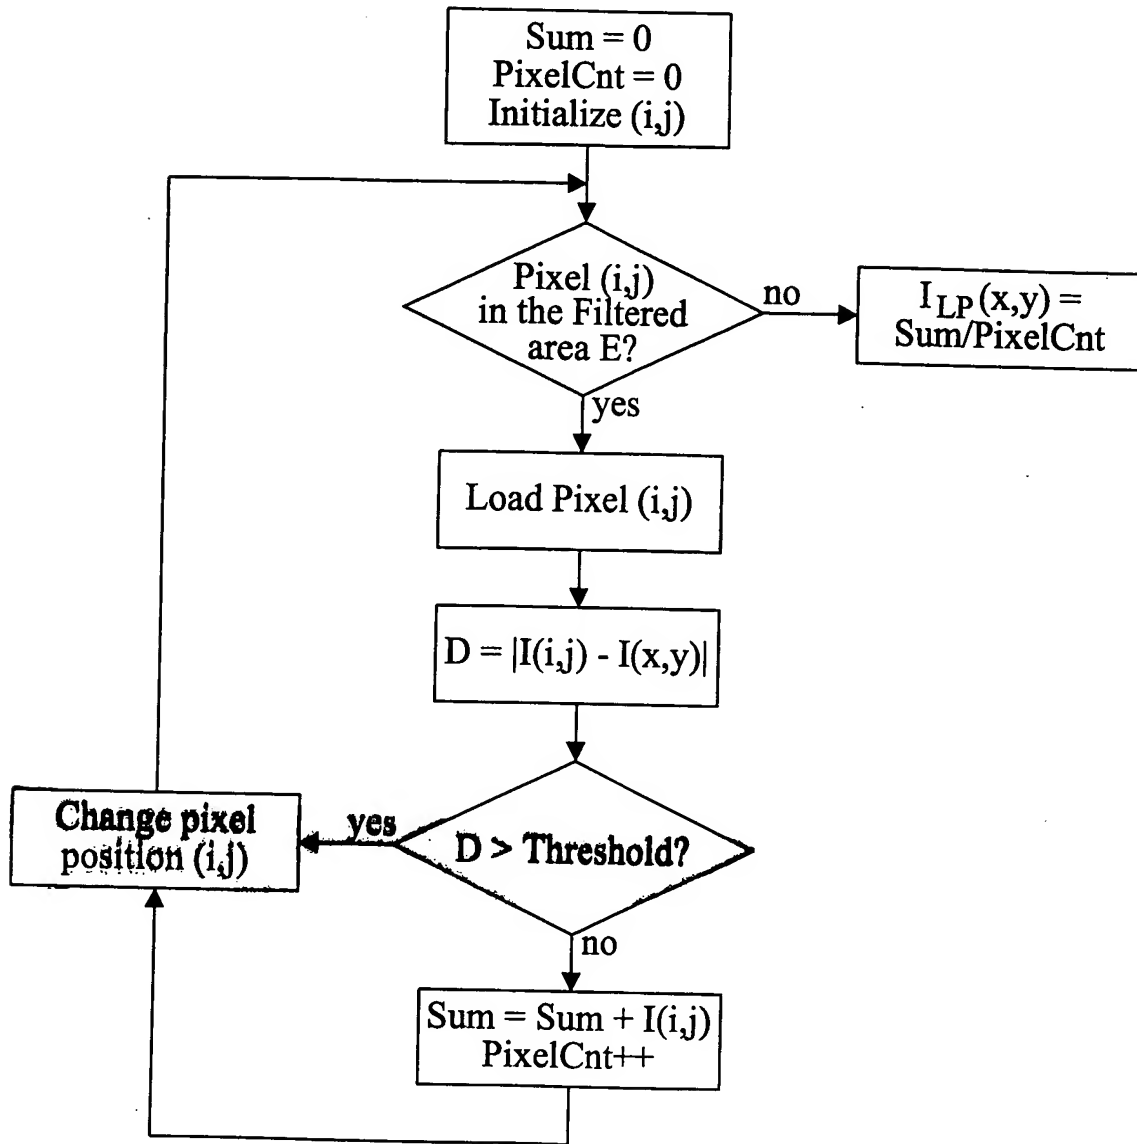 Sum = 0
PixelCnt = 0
Initialize (i,j)
Pixel (i,j)
in the Filtered
area E?
no
I LP (x,y) =
Sum/PixelCnt
yes
Load Pixel (i,j)
D = |I(i,j) - I(x,y)|
Change pixel
position (i,j)
yes
D > Threshold?
no
Sum = Sum + I(i,j)
PixelCnt++